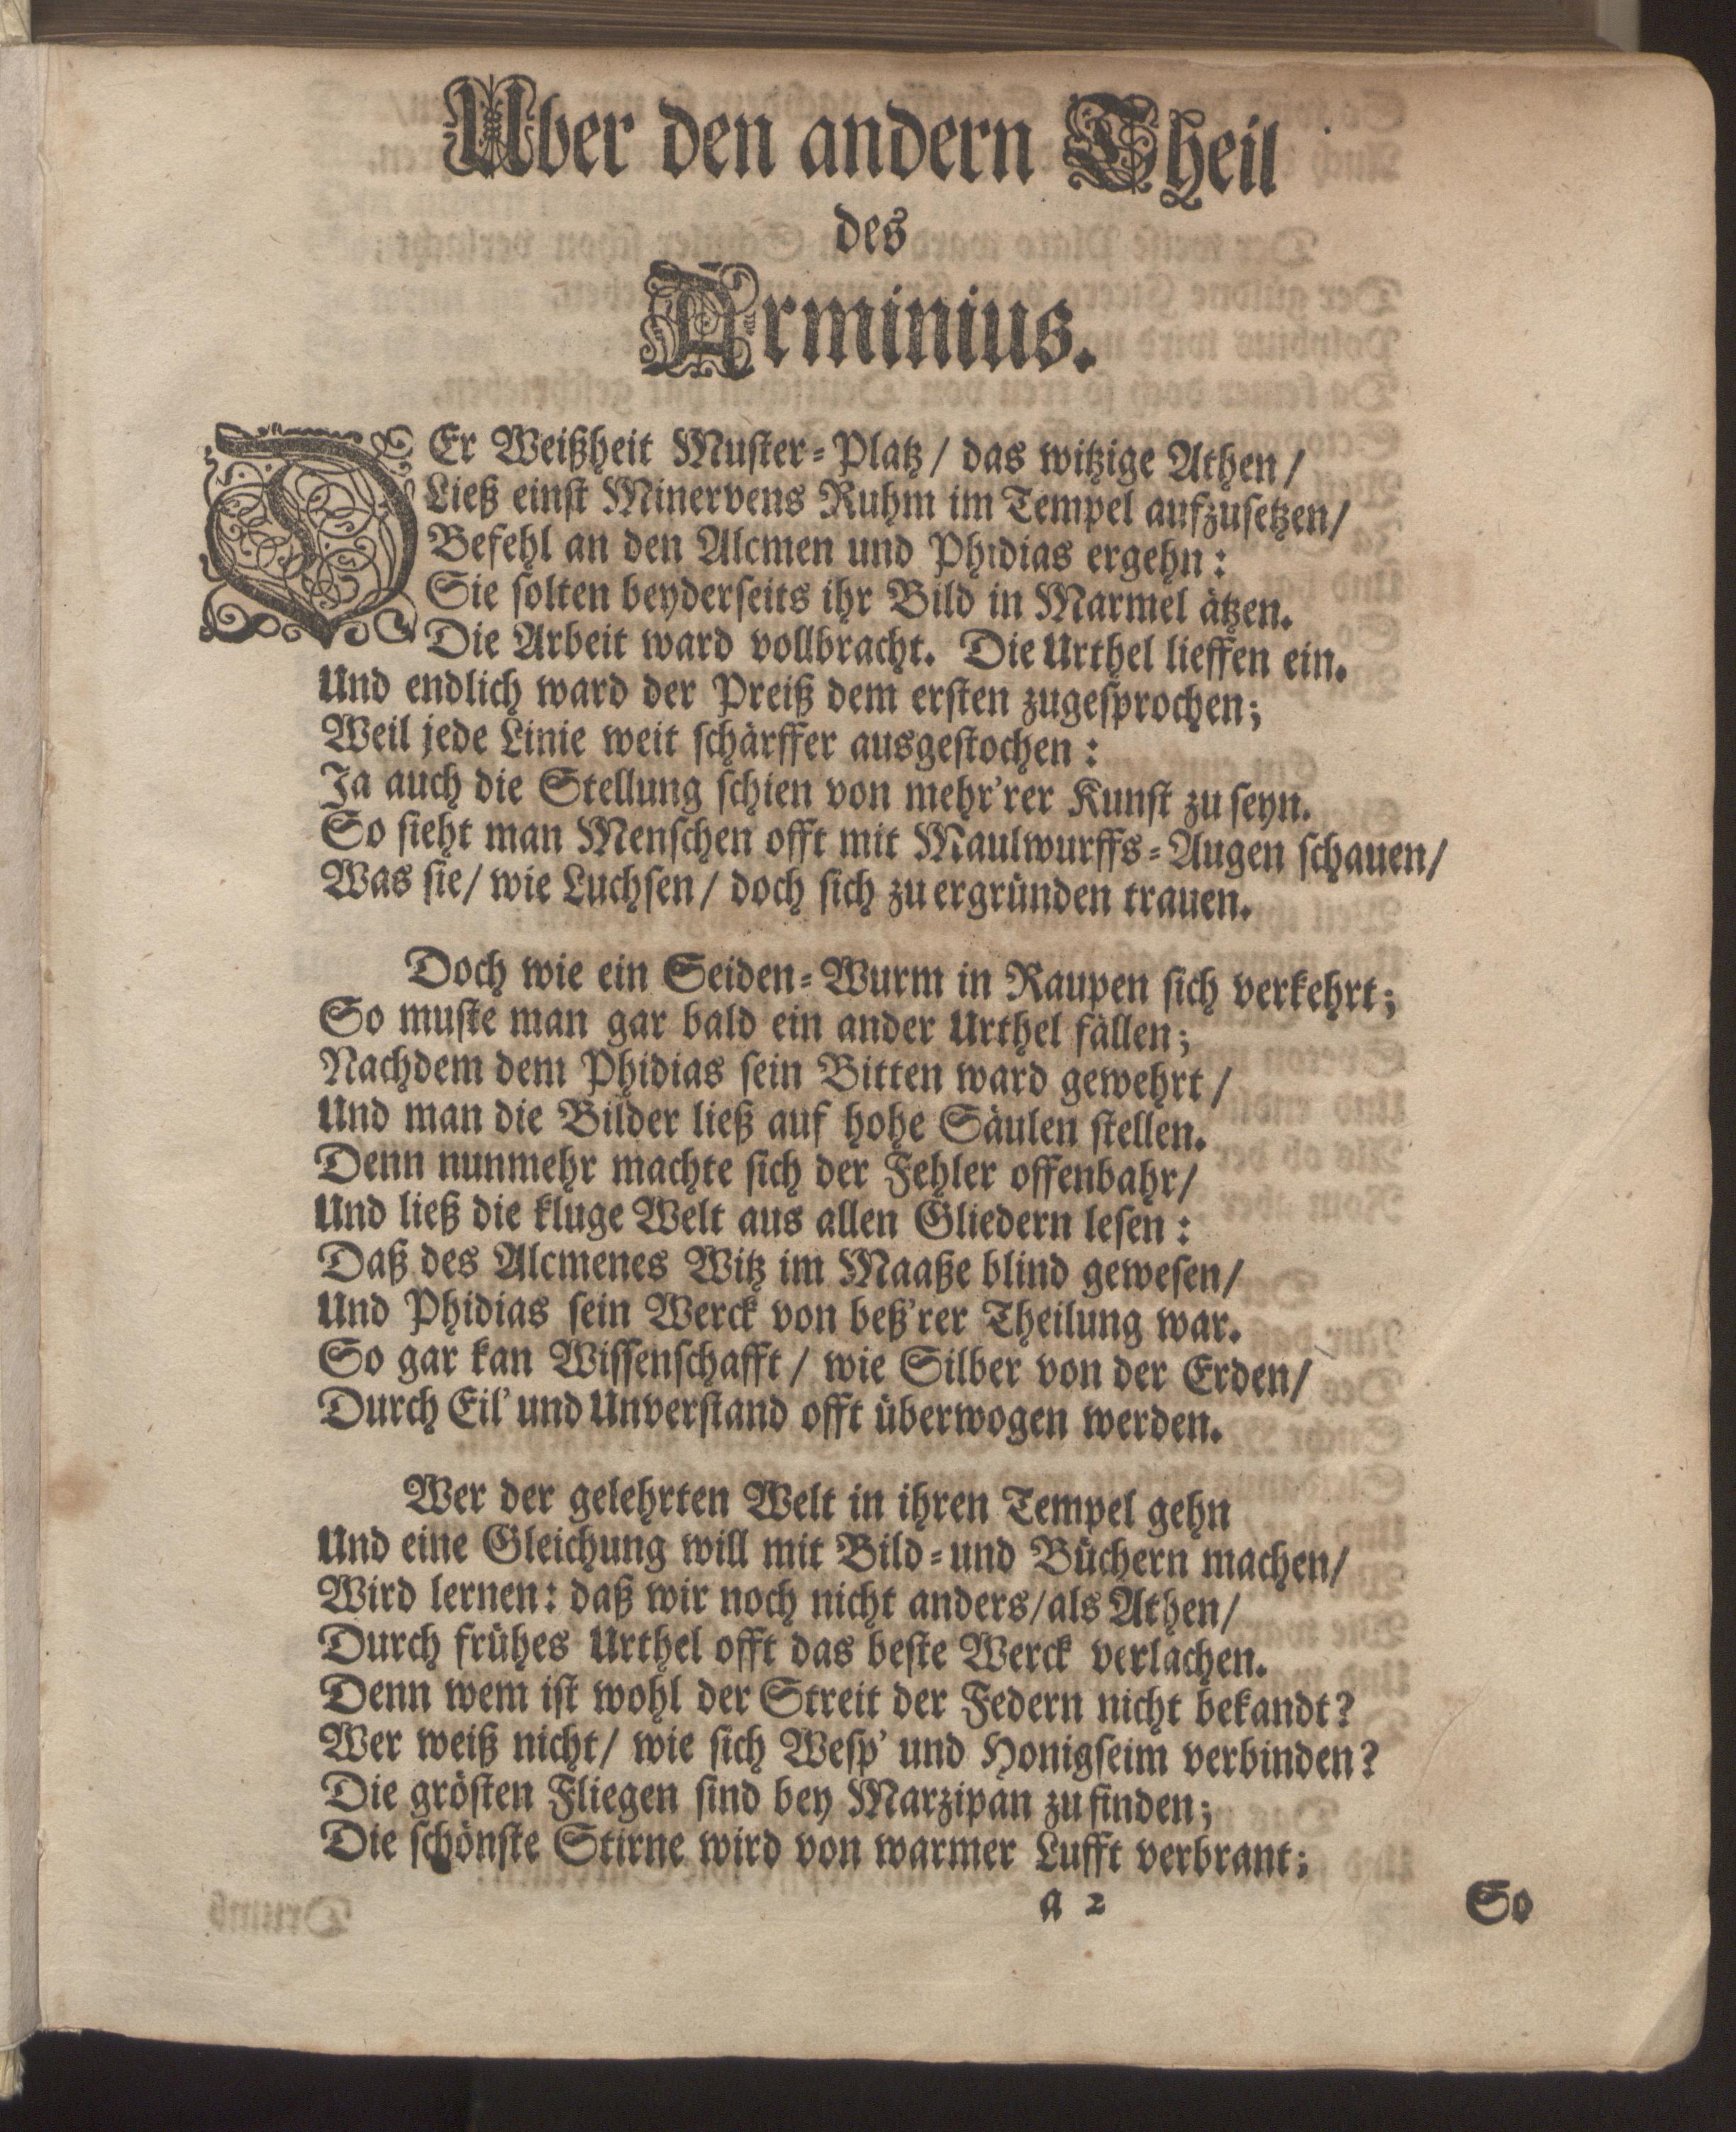 Uber den andern Theil
des
Arminius.
DEr Weißheit Muſter-Platz/ das witzige Athen/
Ließ einſt Minervens Ruhm im Tempel aufzuſetzen/
Befehl an den Alcmen und Phidias ergehn:
Sie ſolten beyderſeits ihr Bild in Marmel ätzen.
Die Arbeit ward vollbracht. Die Urthel lieffen ein.
Und endlich ward der Preiß dem erſten zugeſprochen;
Weil jede Linie weit ſchärffer ausgeſtochen:
Ja auch die Stellung ſchien von mehr'rer Kunſt zu ſeyn.
So ſieht man Menſchen offt mit Maulwurffs-Augen ſchauen/
Was ſie/ wie Luchſen/ doch ſich zu ergründen trauen.
Doch wie ein Seiden-Wurm in Raupen ſich verkehrt;
So muſte man gar bald ein ander Urthel fällen;
Nachdem dem Phidias ſein Bitten ward gewehrt/
Und man die Bilder ließ auf hohe Säulen ſtellen.
Denn nunmehr machte ſich der Fehler offenbahr/
Und ließ die kluge Welt aus allen Gliedern leſen:
Daß des Alcmenes Witz im Maaße blind geweſen/
Und Phidias ſein Werck von beß'rer Theilung war.
So gar kan Wiſſenſchafft/ wie Silber von der Erden/
Durch Eil' und Unverſtand offt überwogen werden.
Wer der gelehrten Welt in ihren Tempel gehn
Und eine Gleichung will mit Bild-und Büchern machen/
Wird lernen: daß wir noch nicht anders/als Athen/
Durch frühes Urthel offt das beſte Werck verlachen.
Denn wem iſt wohl der Streit der Federn nicht bekandt?
Wer weiß nicht/ wie ſich Weſp' und Honigſeim verbinden?
Die gröſten Fliegen ſind bey Marzipan zu finden;
Die ſchönſte Stirne wird von warmer Lufft verbrant;
a 2
So